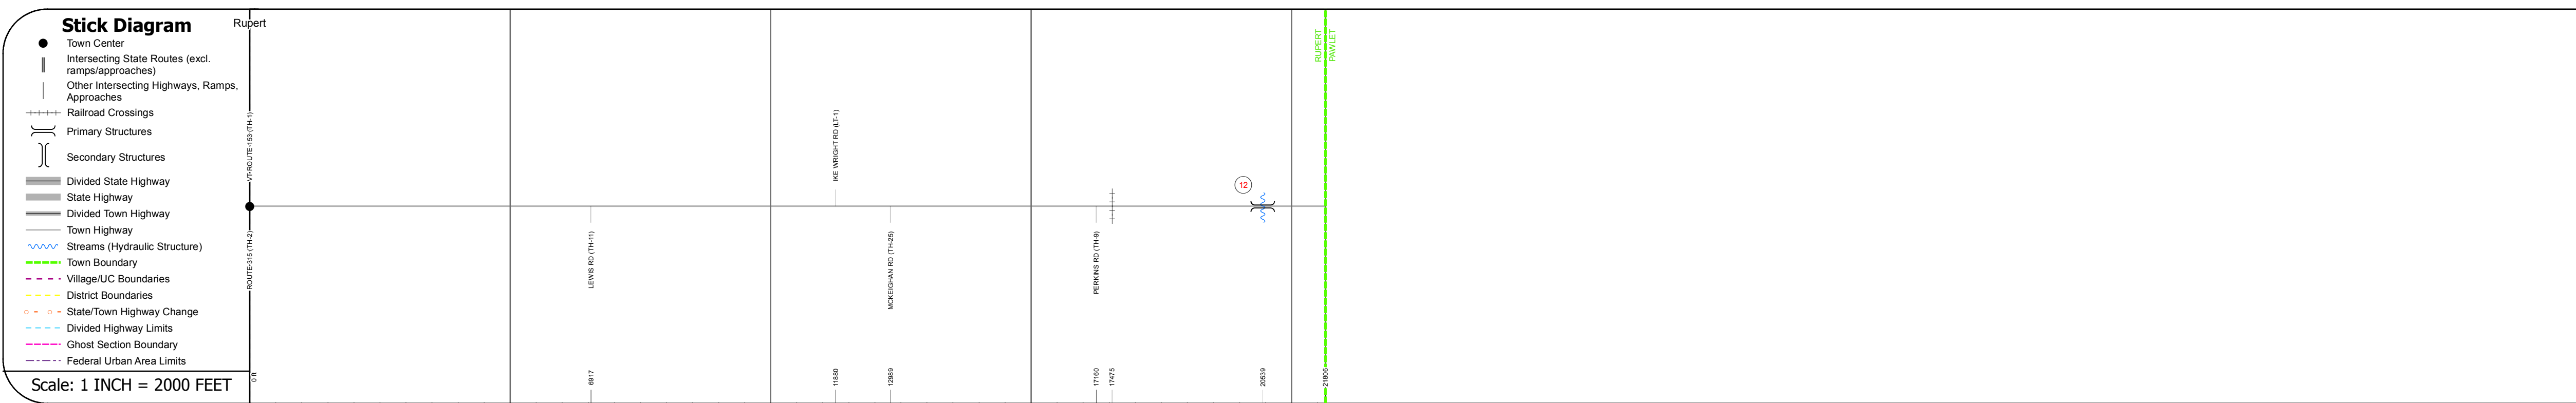 Stick Diagram
Town Center
Intersecting State Routes (excl.
ramps/approaches)
Other Intersecting Highways, Ramps,
Approaches
Railroad Crossings
Primary Structures
Secondary Structures
Divided State Highway
State Highway
Divided Town Highway
Town Highway
Streams (Hydraulic Structure)
Town Boundary
Village/UC Boundaries
District Boundaries
State/Town Highway Change
Divided Highway Limits
Ghost Section Boundary
Federal Urban Area Limits
Scale: 1 INCH = 2000 FEET
Rupert
VT-ROUTE-153 (TH-1)
ROUTE-315 (TH-2)
0 ft
LEWIS RD (TH-11)
6917
IKE WRIGHT RD (LT-1)
11880
MCKEIGHAN RD (TH-25)
12989
PERKINS RD (TH-9)
17160
17475
12
20539
RUPERT
PAWLET
21806